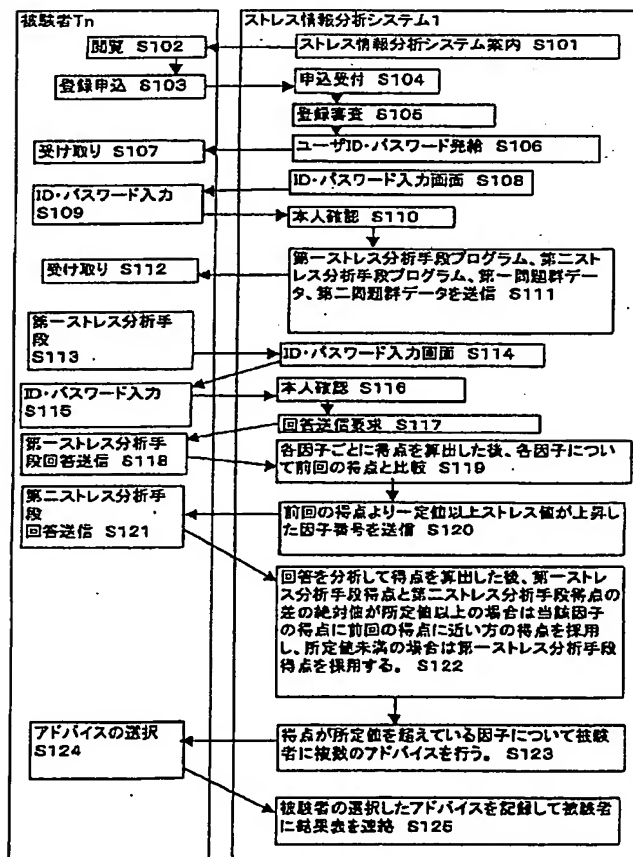 被験者Tn
ストレス情報分析システム1
閲覧 S102
ストレス情報分析システム案内 S101
登録申込 S103
申込受付 S104
登録審査 S105
受け取り S107
ユーザID・パスワード発給 S106
ID・パスワード入力画面 S108
ID・パスワード入力
S109
本人確認 S110
受け取り S112
第一ストレス分析手段プログラム、第二スト
レス分析手段プログラム、第一問題群デー
タ、第二問題群データを送信 S111
第一ストレス分析手
段
S113
ID・パスワード入力画面 S114
ID・パスワード入力
S115
本人確認 S116
回答送信要求 S117
第一ストレス分析手
段回答送信 S118
各因子ごとに得点を算出した後、各因子につい
て前回の得点と比較 S119
第二ストレス分析手
段
回答送信 S121
前回の得点より一定値以上ストレス値が上昇し
た因子番号を送信 S120
回答を分析して得点を算出した後、第一ストレ
ス分析手段得点と第二ストレス分析手段得点の
差の絶対値が所定値以上の場合は当該因子
の得点に前回の得点に近い方の得点を採用
し、所定値未満の場合は第一ストレス分析手段
得点を採用する。 S122
アドバイスの選択
S124
得点が所定値を超えている因子について被験
者に複数のアドバイスを行う。 S123
被験者の選択したアドバイスを記録して被験者
に結果表を連絡 S125